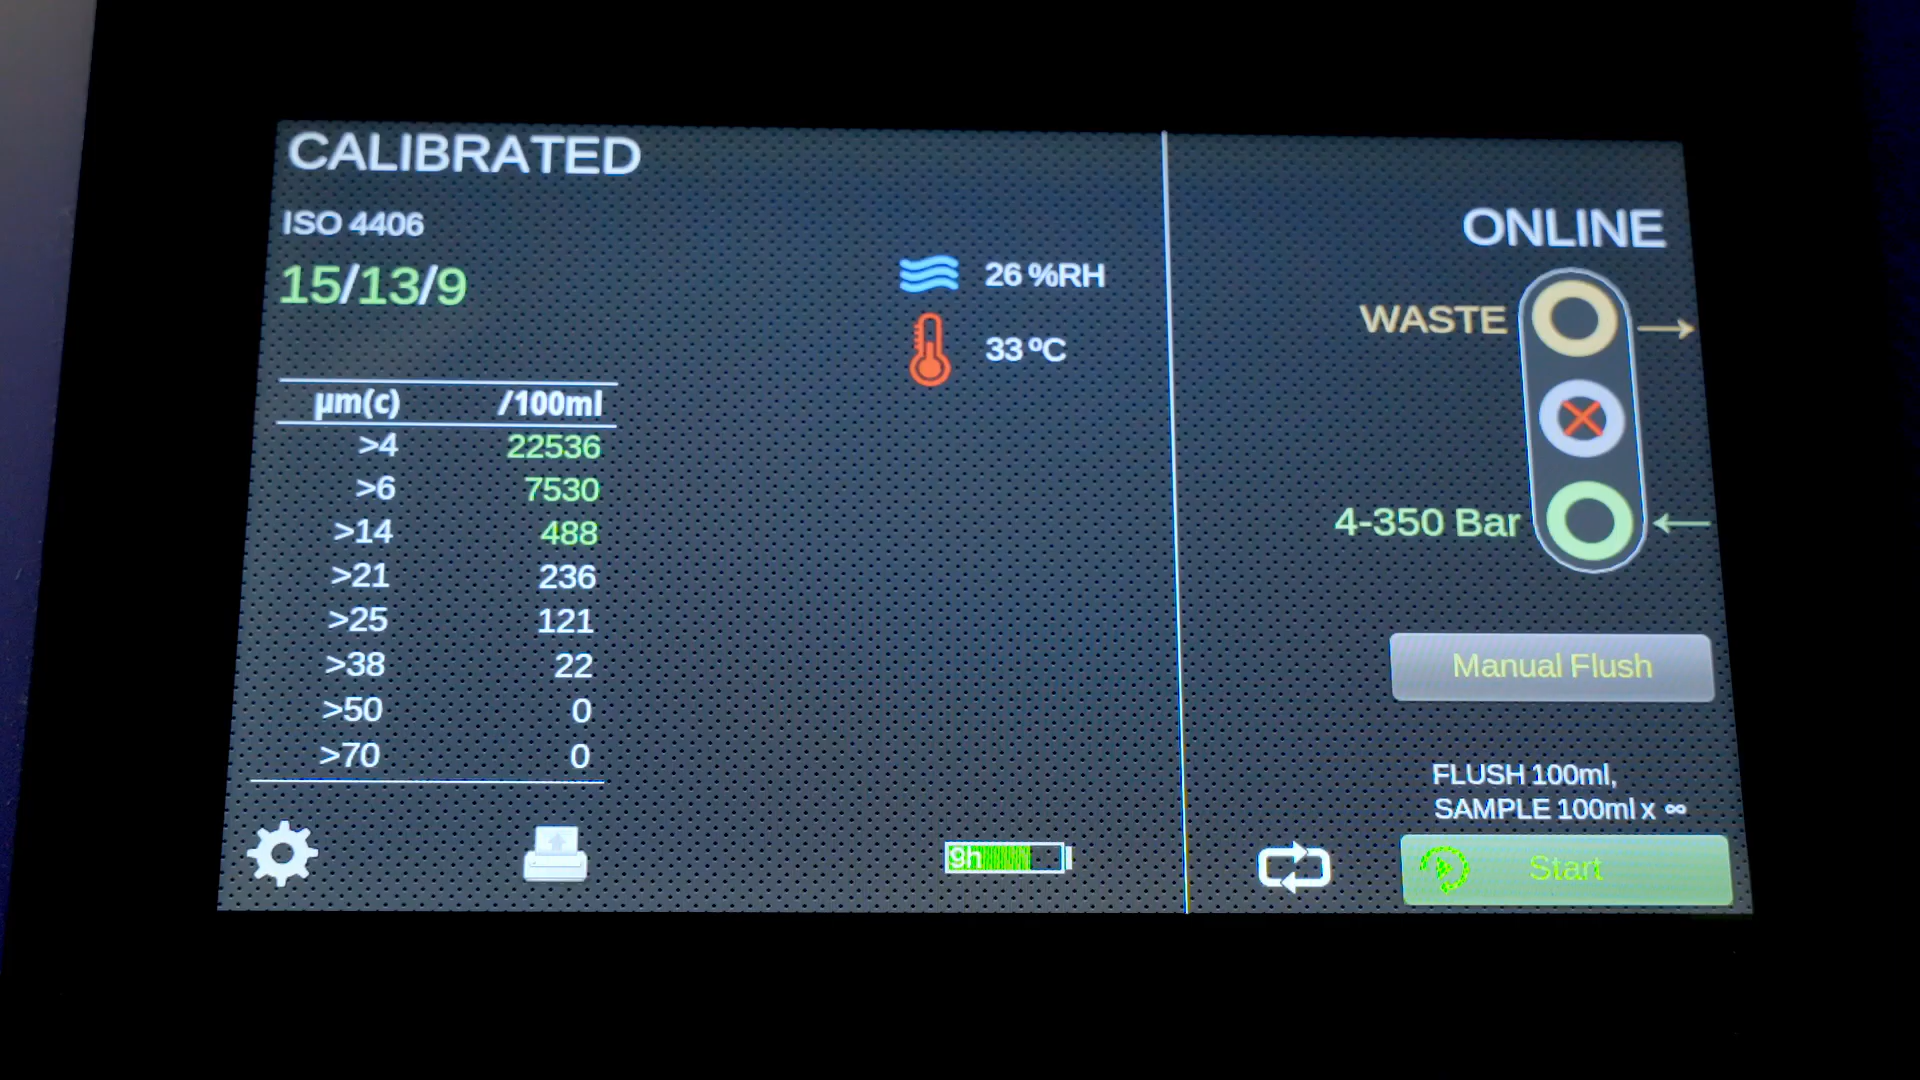 CALIBRATED
ISO 4406
15/13/9
26 %RH
33 ºC
µm(c) /100ml
>4 22536
>6 7530
>14 488
>21 236
>25 121
>38 22
>50 0
>70 0
9h
ONLINE
WASTE
4-350 Bar
Manual Flush
FLUSH 100ml,
SAMPLE 100ml x ∞
Start